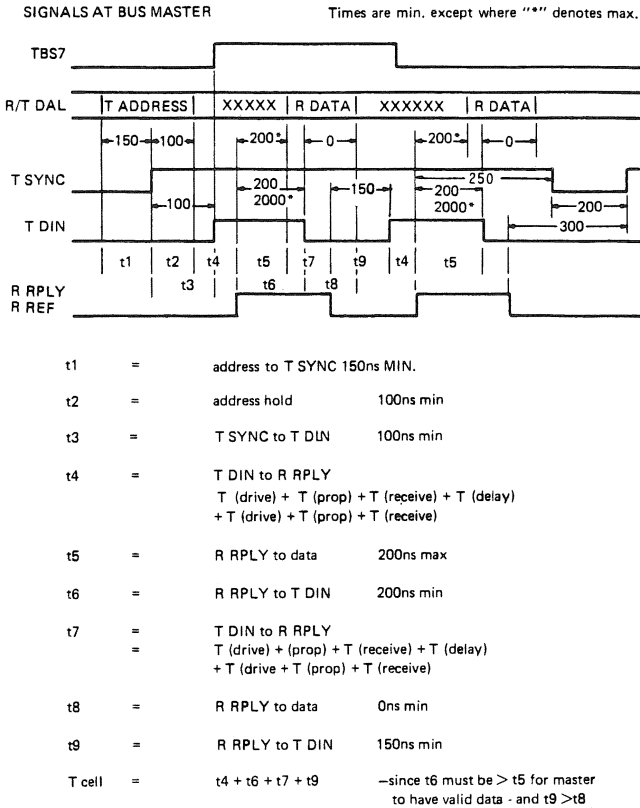 SIGNALS AT BUS MASTER Times are min. except where "*" denotes max.
TBS7
R/T DAL T ADDRESS XXXXX R DATA XXXXXX R DATA
150 100 200* 0 200* 0
T SYNC 250
200 150 200
100 2000* 2000* 200
T DIN 300
t1 t2 t4 t5 t7 t9 t4 t5
t3 t6 t8
R RPLY
R REF
t1 = address to T SYNC 150ns MIN.
t2 = address hold 100ns min
t3 = T SYNC to T DIN 100ns min
t4 = T DIN to R RPLY
T (drive) + T (prop) + T (receive) + T (delay)
+ T (drive) + T (prop) + T (receive)
t5 = R RPLY to data 200ns max
t6 = R RPLY to T DIN 200ns min
t7 = T DIN to R RPLY
= T (drive) + (prop) + T (receive) + T (delay)
+ T (drive + T (prop) + T (receive)
t8 = R RPLY to data 0ns min
t9 = R RPLY to T DIN 150ns min
T cell = t4 + t6 + t7 + t9 —since t6 must be > t5 for master
to have valid data - and t9 >t8